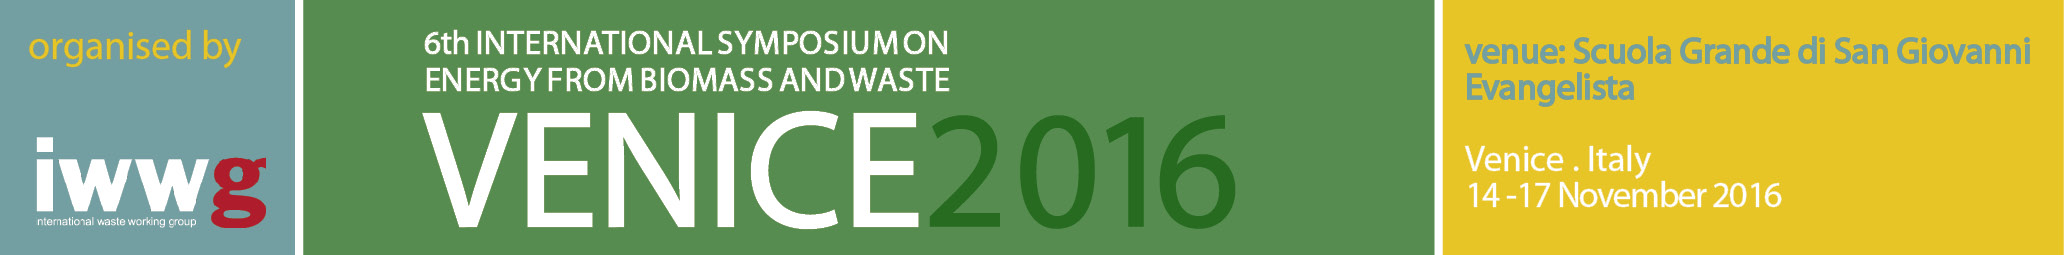 organised by
iwwg
international waste working group
6th INTERNATIONAL SYMPOSIUM ON
ENERGY FROM BIOMASS AND WASTE
VENICE2016
venue: Scuola Grande di San Giovanni
Evangelista
Venice . Italy
14 -17 November 2016